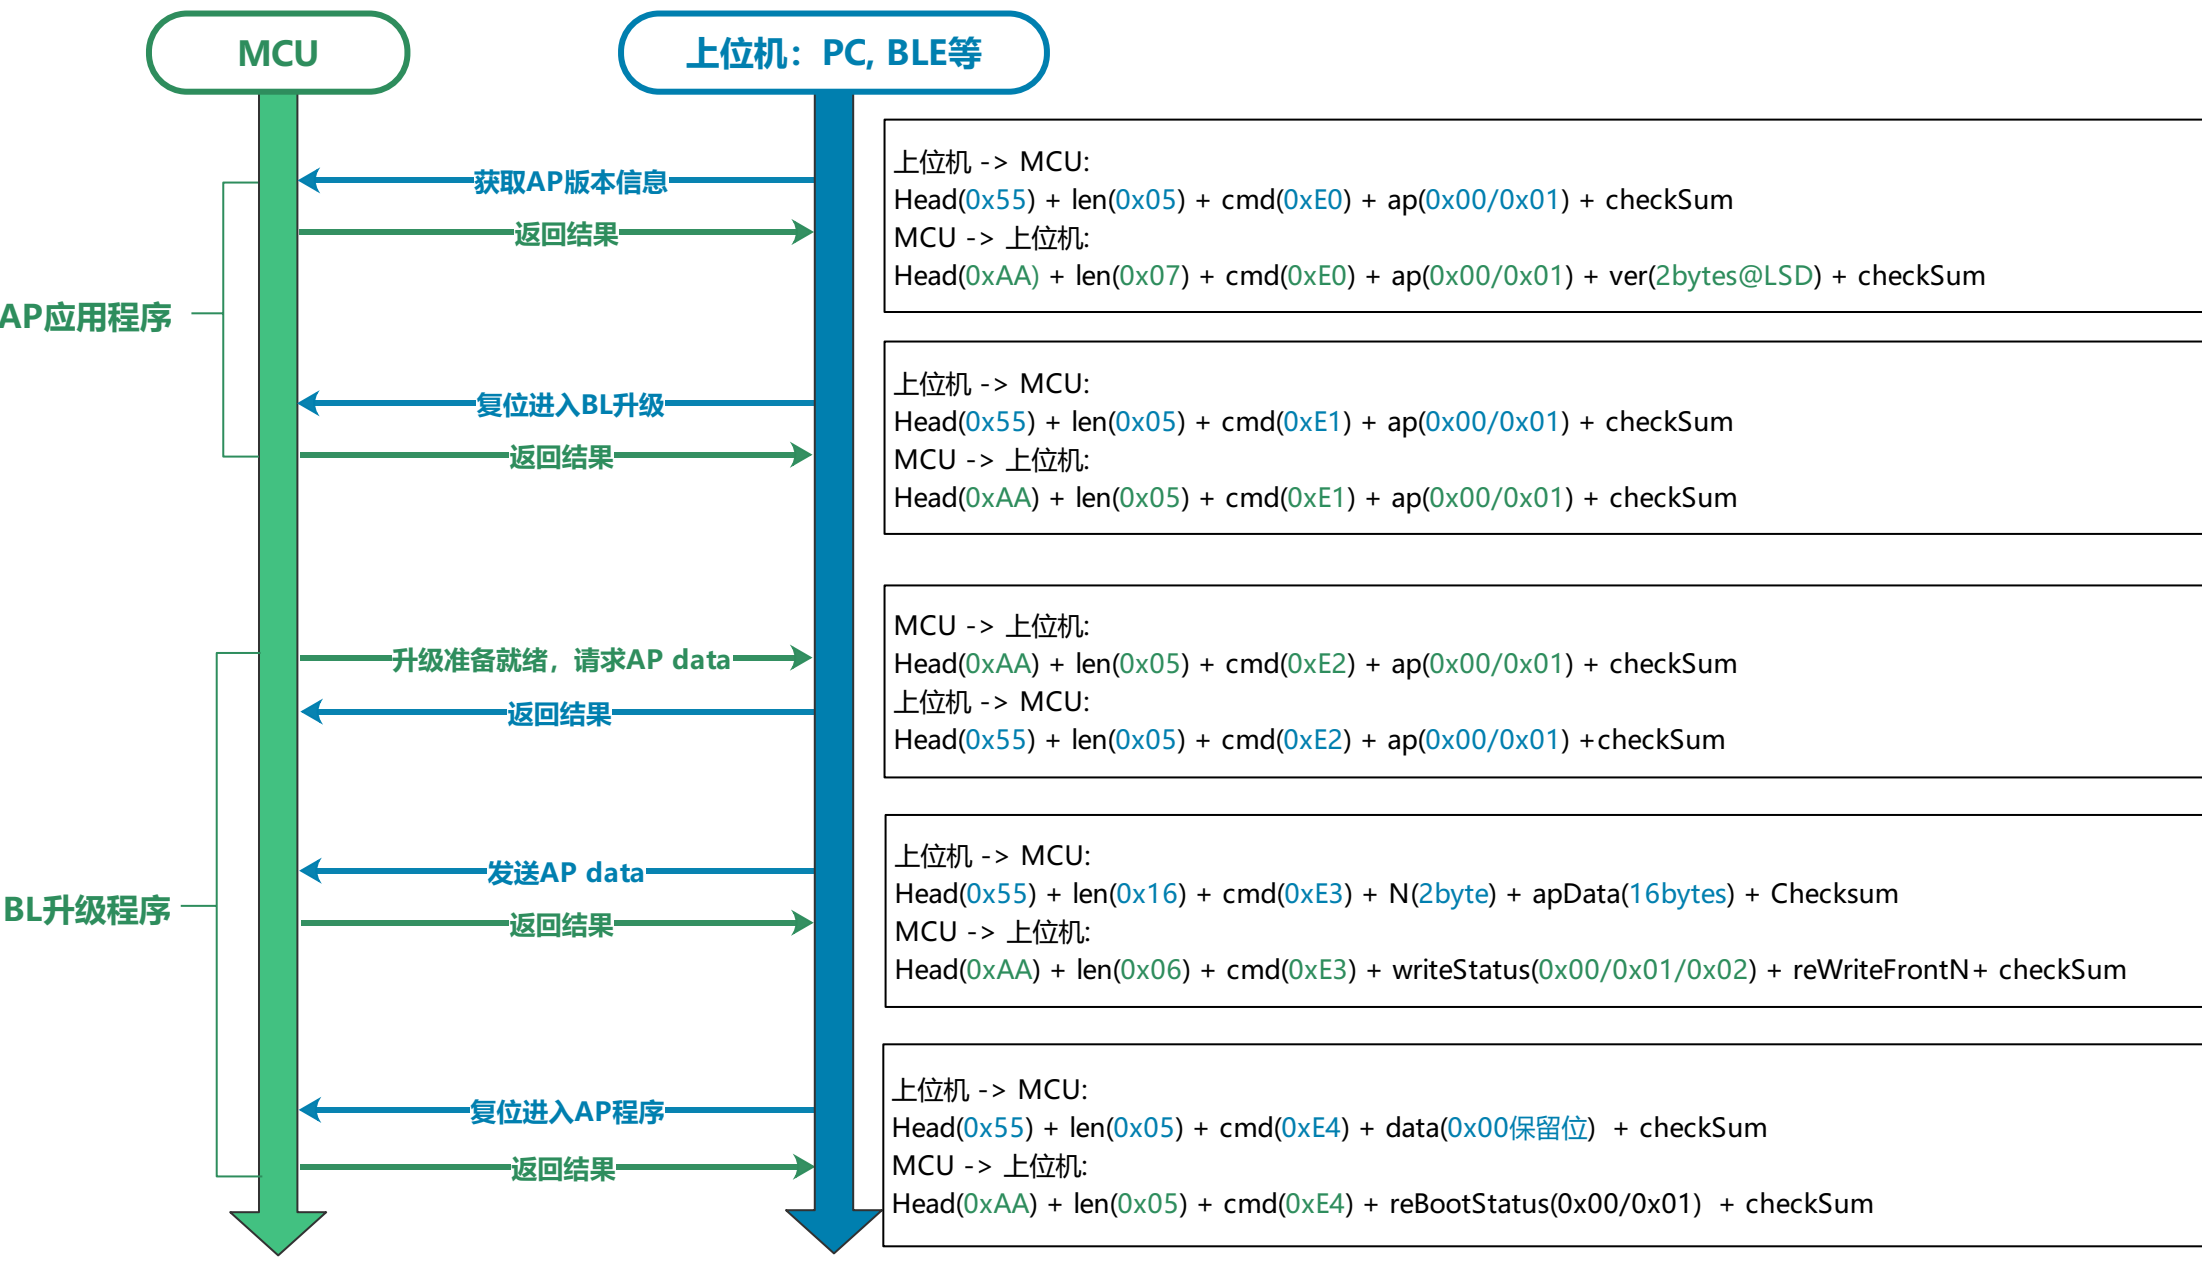 MCU
上位机：PC, BLE等
获取AP版本信息
返回结果
AP应用程序
复位进入BL升级
返回结果
升级准备就绪，请求AP data
返回结果
发送AP data
BL升级程序
返回结果
复位进入AP程序
返回结果
上位机 -> MCU:
Head(0x55) + len(0x05) + cmd(0xE0) + ap(0x00/0x01) + checkSum
MCU -> 上位机:
Head(0xAA) + len(0x07) + cmd(0xE0) + ap(0x00/0x01) + ver(2bytes@LSD) + checkSum
上位机 -> MCU:
Head(0x55) + len(0x05) + cmd(0xE1) + ap(0x00/0x01) + checkSum
MCU -> 上位机:
Head(0xAA) + len(0x05) + cmd(0xE1) + ap(0x00/0x01) + checkSum
MCU -> 上位机:
Head(0xAA) + len(0x05) + cmd(0xE2) + ap(0x00/0x01) + checkSum
上位机 -> MCU:
Head(0x55) + len(0x05) + cmd(0xE2) + ap(0x00/0x01) +checkSum
上位机 -> MCU:
Head(0x55) + len(0x16) + cmd(0xE3) + N(2byte) + apData(16bytes) + Checksum
MCU -> 上位机:
Head(0xAA) + len(0x06) + cmd(0xE3) + writeStatus(0x00/0x01/0x02) + reWriteFrontN+ checkSum
上位机 -> MCU:
Head(0x55) + len(0x05) + cmd(0xE4) + data(0x00保留位) + checkSum
MCU -> 上位机:
Head(0xAA) + len(0x05) + cmd(0xE4) + reBootStatus(0x00/0x01) + checkSum